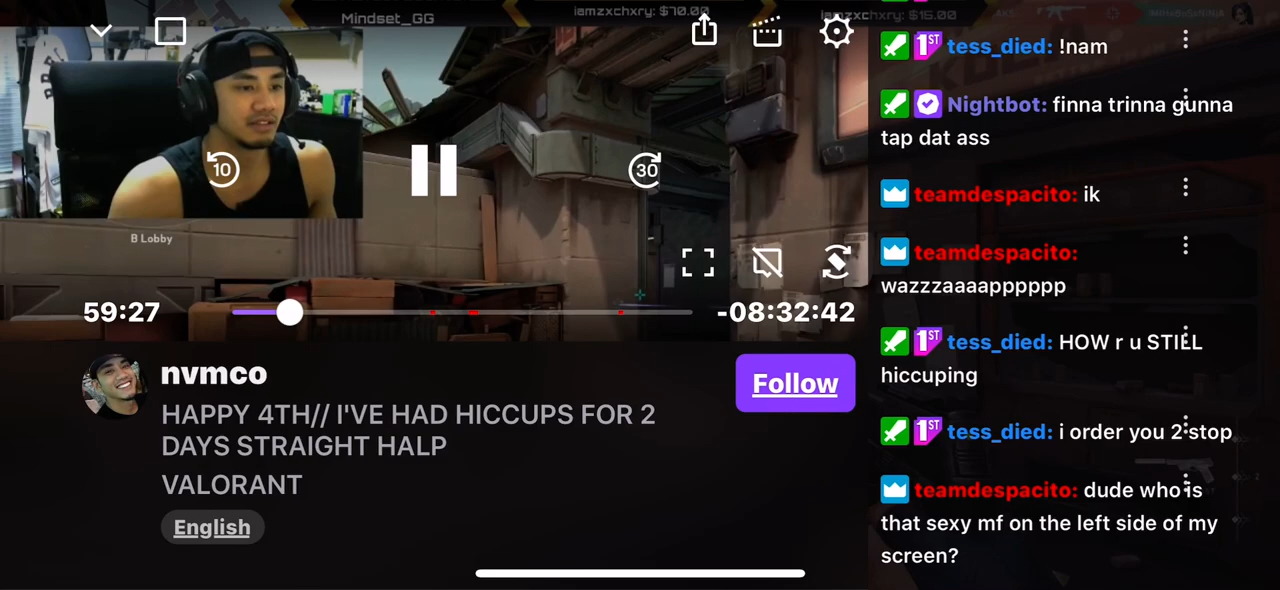 Mindset_GG
iamzxchxry: $70.00
iamzxchxry: $15.00
tess_died: !nam
Nightbot: finna trinna gunna
tap dat ass
teamdespacito: ik
teamdespacito:
wazzzaaaapppppp
tess_died: HOW r u STILL
hiccuping
tess_died: i order you 2 stop
teamdespacito: dude who is
that sexy mf on the left side of my
screen?
10
30
B Lobby
59:27
-08:32:42
nvmco
Follow
HAPPY 4TH// I'VE HAD HICCUPS FOR 2
DAYS STRAIGHT HALP
VALORANT
English